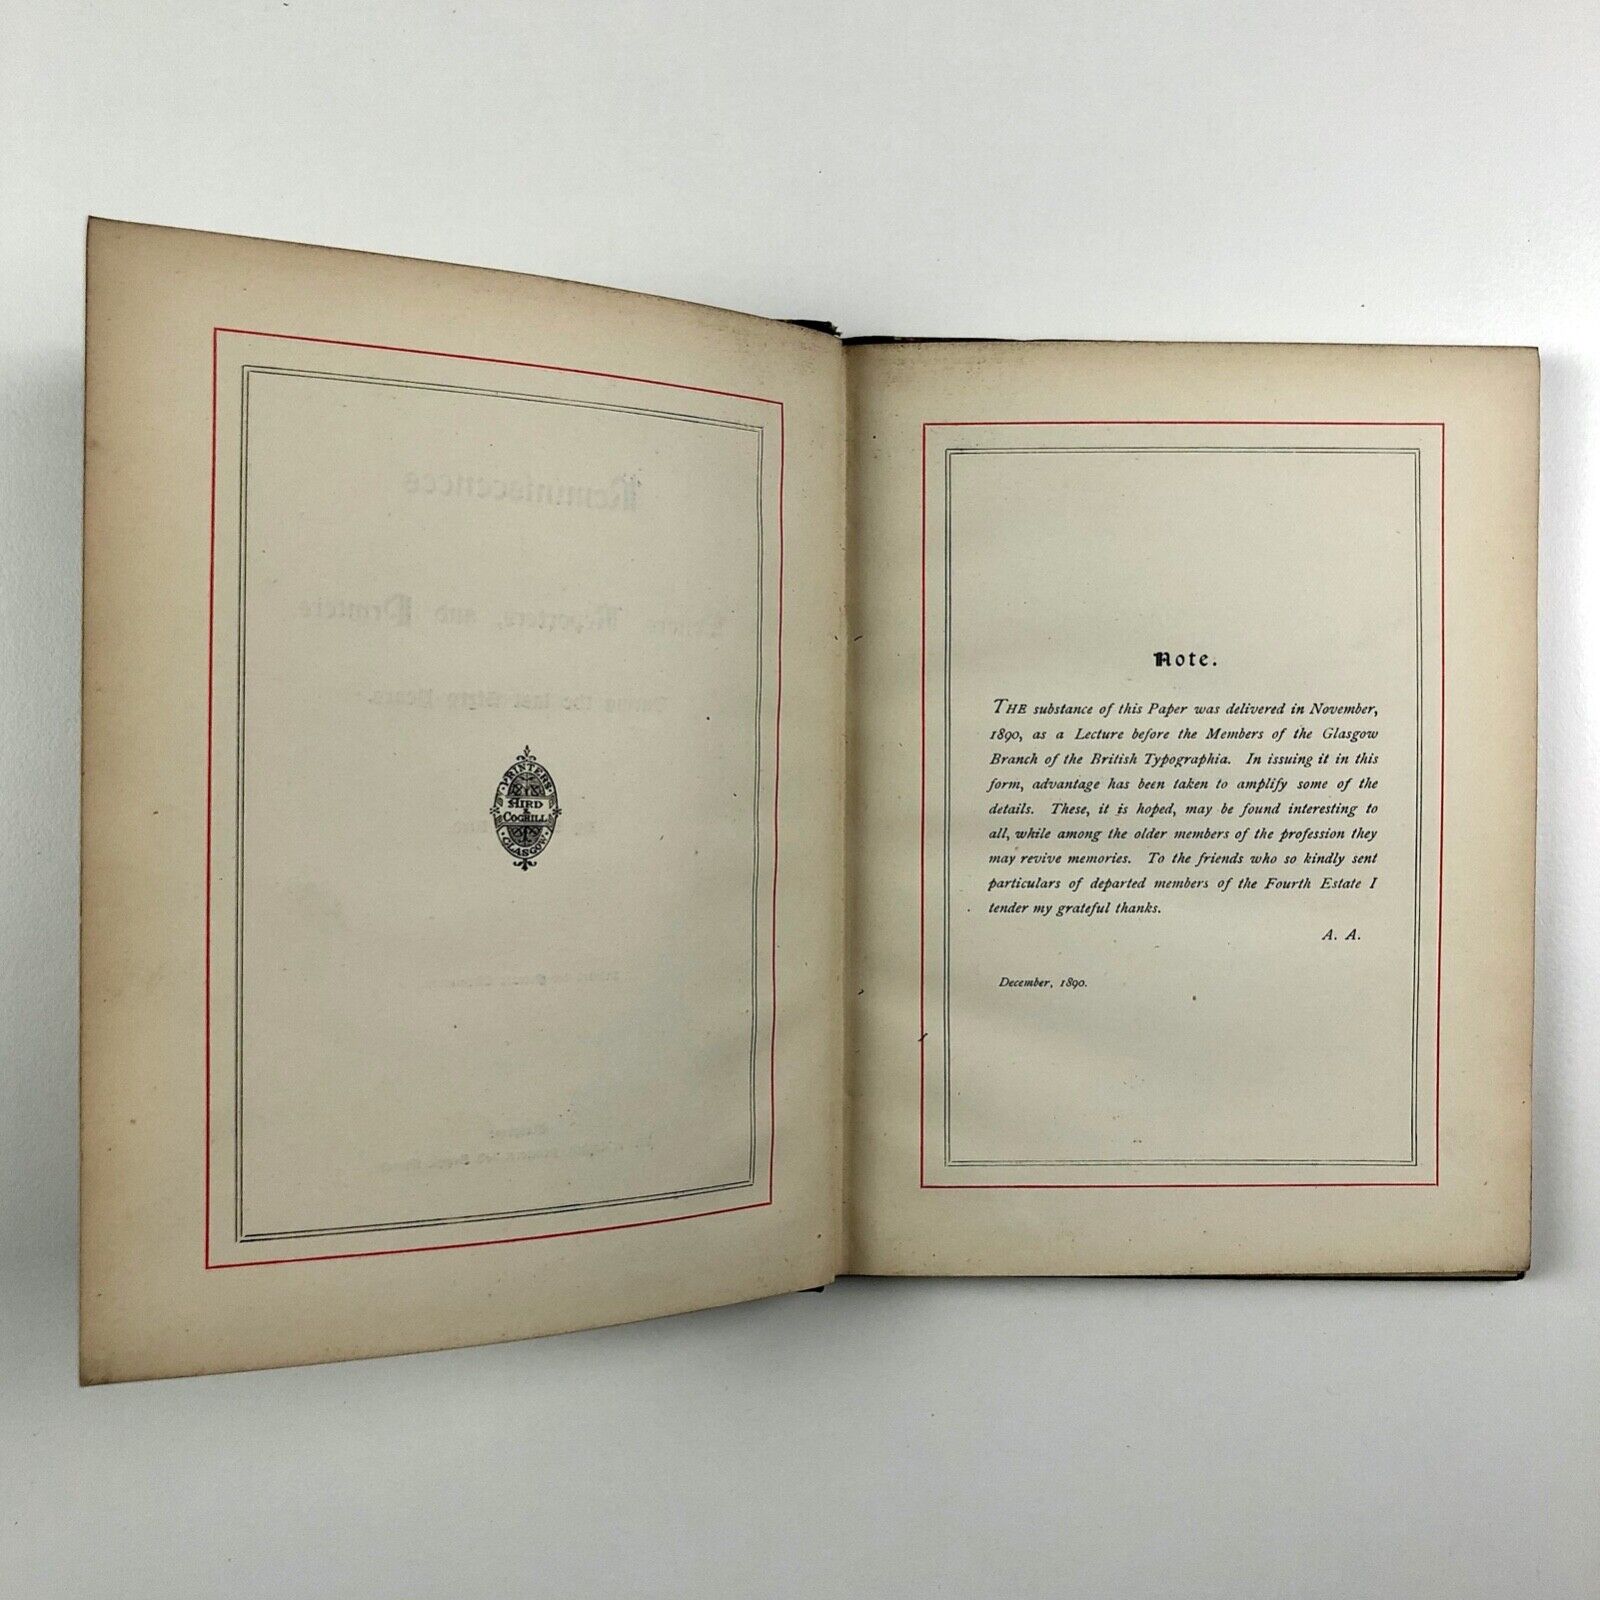 PRINTERS
AIRD
&
COGHILL
GLASGOW
Note.
THE substance of this Paper was delivered in November,
1890, as a Lecture before the Members of the Glasgow
Branch of the British Typographia. In issuing it in this
form, advantage has been taken to amplify some of the
details. These, it is hoped, may be found interesting to
all, while among the older members of the profession they
may revive memories. To the friends who so kindly sent
particulars of departed members of the Fourth Estate I
tender my grateful thanks.
A. A.
December, 1890.
Reminiscences
Reporters, and Printers
During the last Fifty Years.